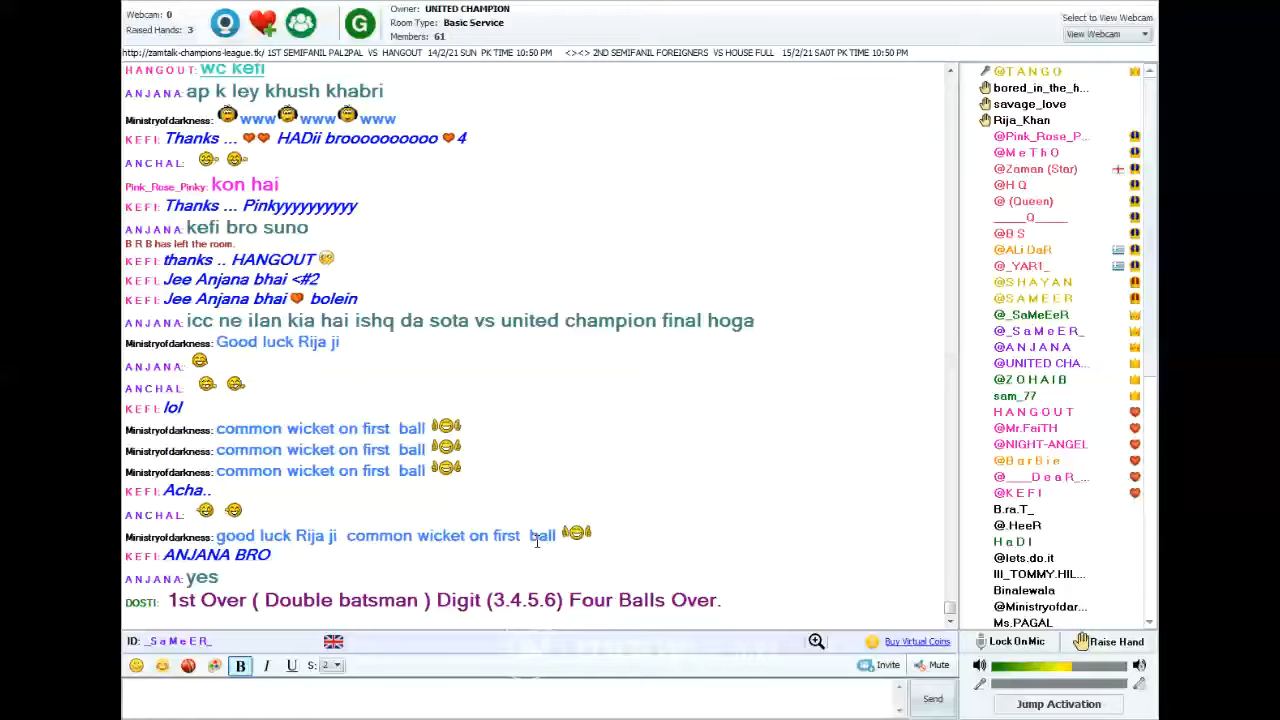 Webcam: 0
Raised Hands: 3
G
Owner: UNITED CHAMPION
Room Type: Basic Service
Members: 61
Select to View Webcam
View Webcam
http://zamtalk-champions-league.tk/ 1ST SEMIFANIL PAL2PAL VS HANGOUT 14/2/21 SUN PK TIME 10:50 PM <><> 2ND SEMIFANIL FOREIGNERS VS HOUSE FULL 15/2/21 SA0T PK TIME 10:50 PM
HANGOUT: wc kefi
ANJANA: ap k ley khush khabri
Ministryofdarkness: www www www
KEFI: Thanks ... HADii broooooooooo 4
ANCHAL:
Pink_Rose_Pinky: kon hai
KEFI: Thanks ... Pinkyyyyyyyyyy
ANJANA: kefi bro suno
B R B has left the room.
KEFI: thanks .. HANGOUT
KEFI: Jee Anjana bhai <#2
KEFI: Jee Anjana bhai bolein
ANJANA: icc ne ilan kia hai ishq da sota vs united champion final hoga
Ministryofdarkness: Good luck Rija ji
ANJANA:
ANCHAL:
KEFI: lol
Ministryofdarkness: common wicket on first ball
Ministryofdarkness: common wicket on first ball
Ministryofdarkness: common wicket on first ball
KEFI: Acha..
ANCHAL:
Ministryofdarkness: good luck Rija ji common wicket on first ball
KEFI: ANJANA BRO
ANJANA: yes
DOSTI: 1st Over ( Double batsman ) Digit (3.4.5.6) Four Balls Over.
@TANGO
bored_in_the_h...
savage_love
Rija_Khan
@Pink_Rose_P...
@MeThO
@Zaman (Star)
@HQ
@ (Queen)
_____Q_____
@BS
@ALi DaR
@_YAR1_
@SHAYAN
@SAMEER
@_SaMeEeR
@_SaMeER_
@ANJANA
@UNITED CHA...
@ZOHAIB
sam_77
HANGOUT
@Mr.FaiTH
@NIGHT-ANGEL
@BarBie
@____DeaR_...
@KEFI
B.ra.T_
@.HeeR
HaDI
@lets.do.it
III_TOMMY.HIL...
Binalewala
@Ministryofdar...
Ms.PAGAL
ID: _SaMeER_
Buy Virtual Coins
Lock On Mic
Raise Hand
B I U S: 2
Invite
Mute
Send
Jump Activation